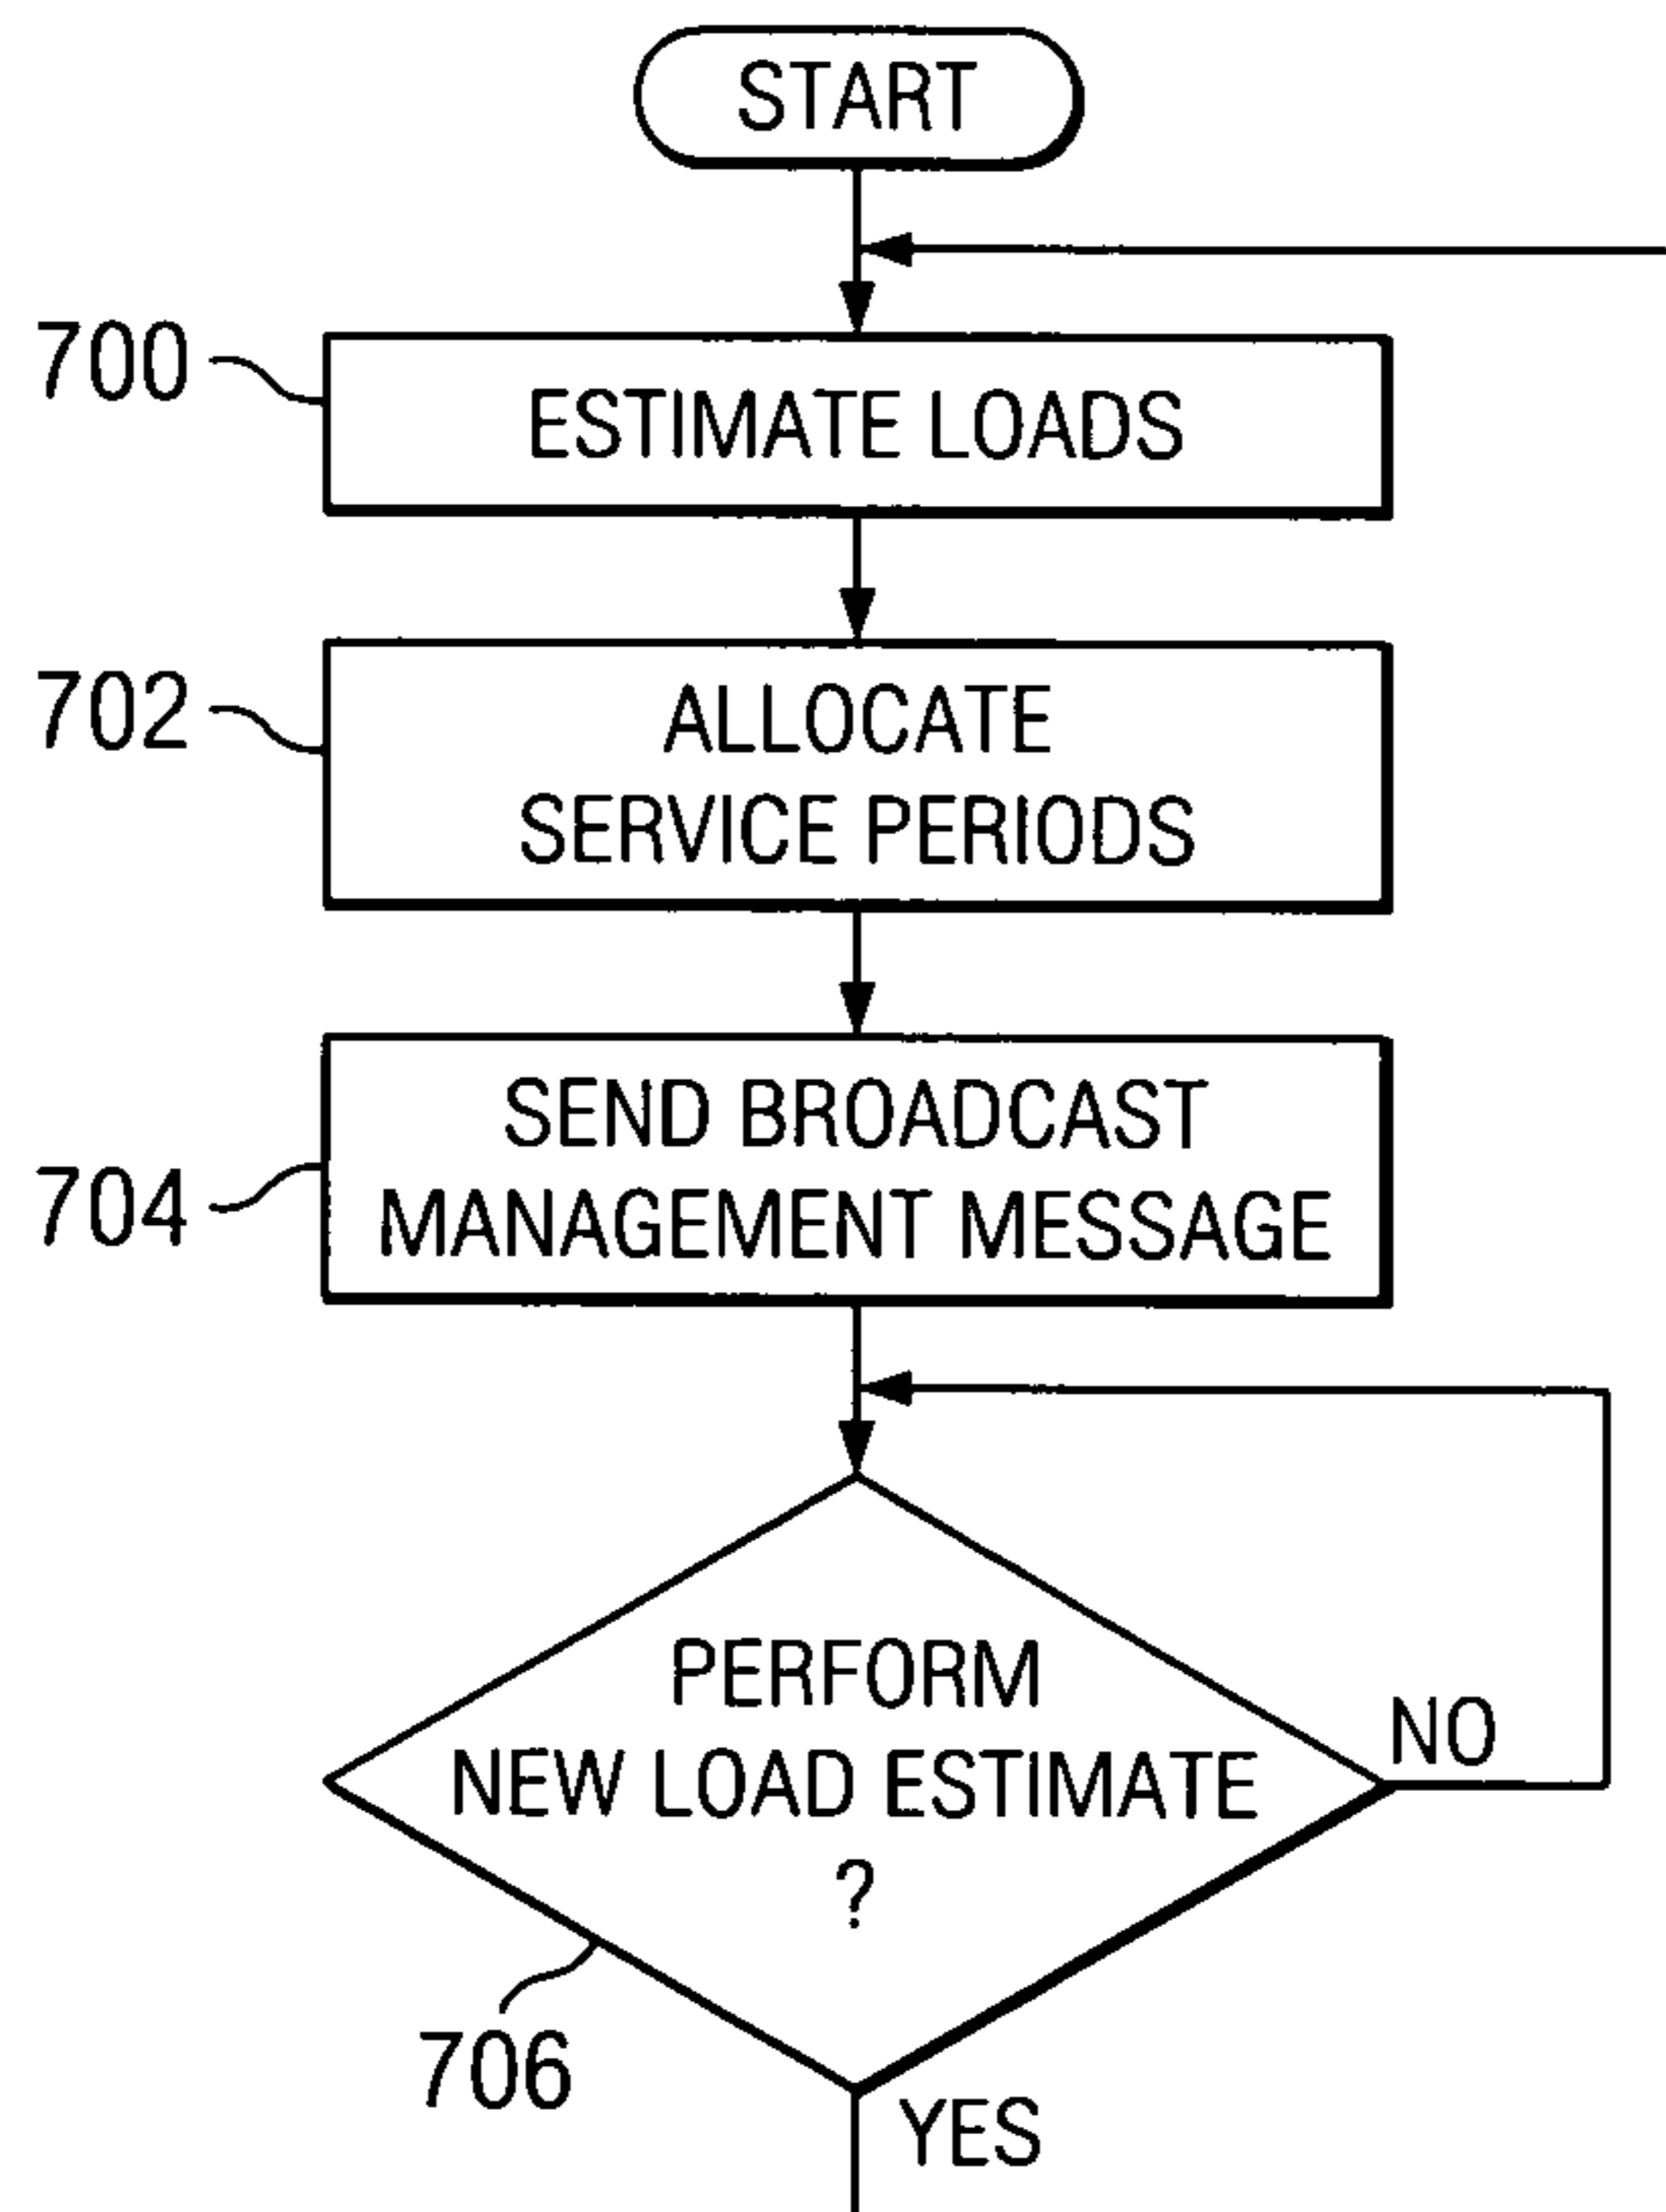 START
700
ESTIMATE LOADS
702
ALLOCATE
SERVICE PERIODS
704
SEND BROADCAST
MANAGEMENT MESSAGE
PERFORM
NEW LOAD ESTIMATE
?
NO
706
YES